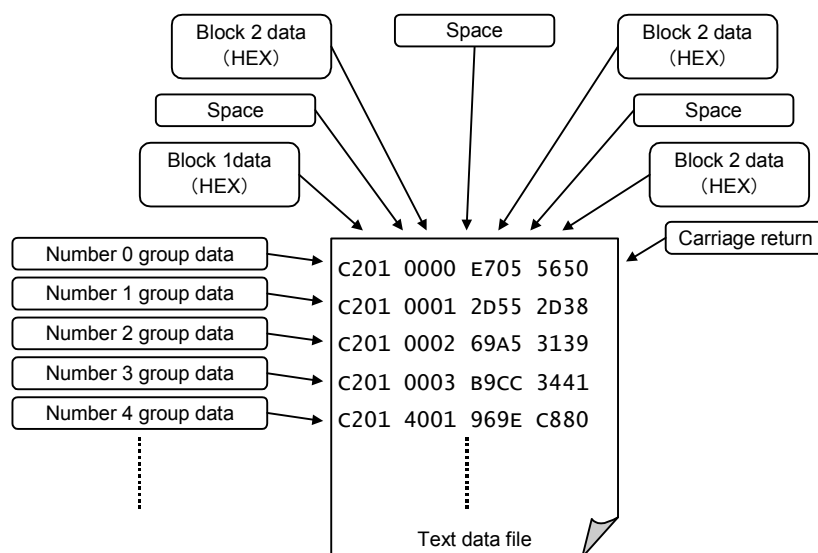 Block 2 data
（HEX）
Space
Block 2 data
（HEX）
Space
Space
Block 1data
（HEX）
Block 2 data
（HEX）
Carriage return
Number 0 group data
C201 0000 E705 5650
Number 1 group data
C201 0001 2D55 2D38
Number 2 group data
C201 0002 69A5 3139
Number 3 group data
C201 0003 B9CC 3441
Number 4 group data
C201 4001 969E C880
Text data file